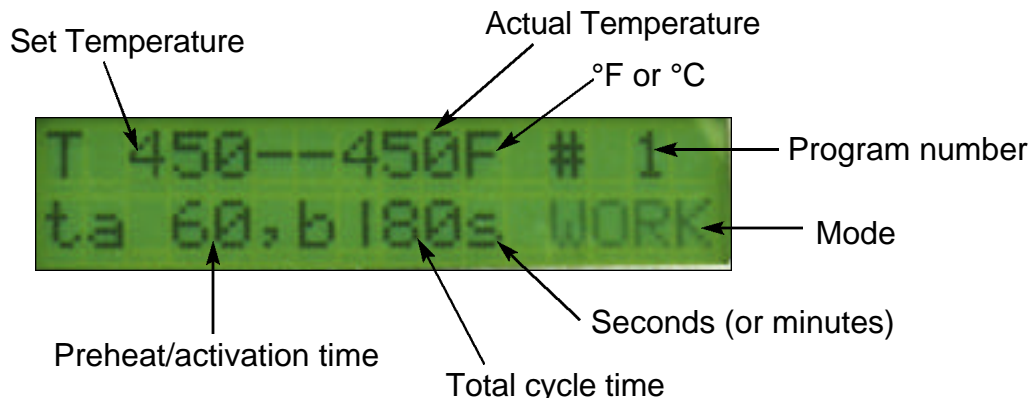 Set Temperature
Actual Temperature
°F or °C
T 450--450F # 1
Program number
ta 60,b180s WORK
Mode
Seconds (or minutes)
Preheat/activation time
Total cycle time